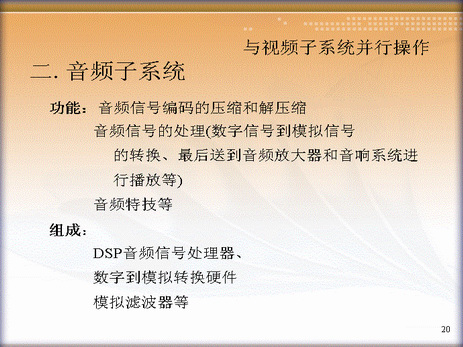 与视频子系统并行操作
二. 音频子系统
功能：音频信号编码的压缩和解压缩
音频信号的处理(数字信号到模拟信号
的转换、最后送到音频放大器和音响系统进
行播放等)
音频特技等
组成：
DSP音频信号处理器、
数字到模拟转换硬件
模拟滤波器等
20